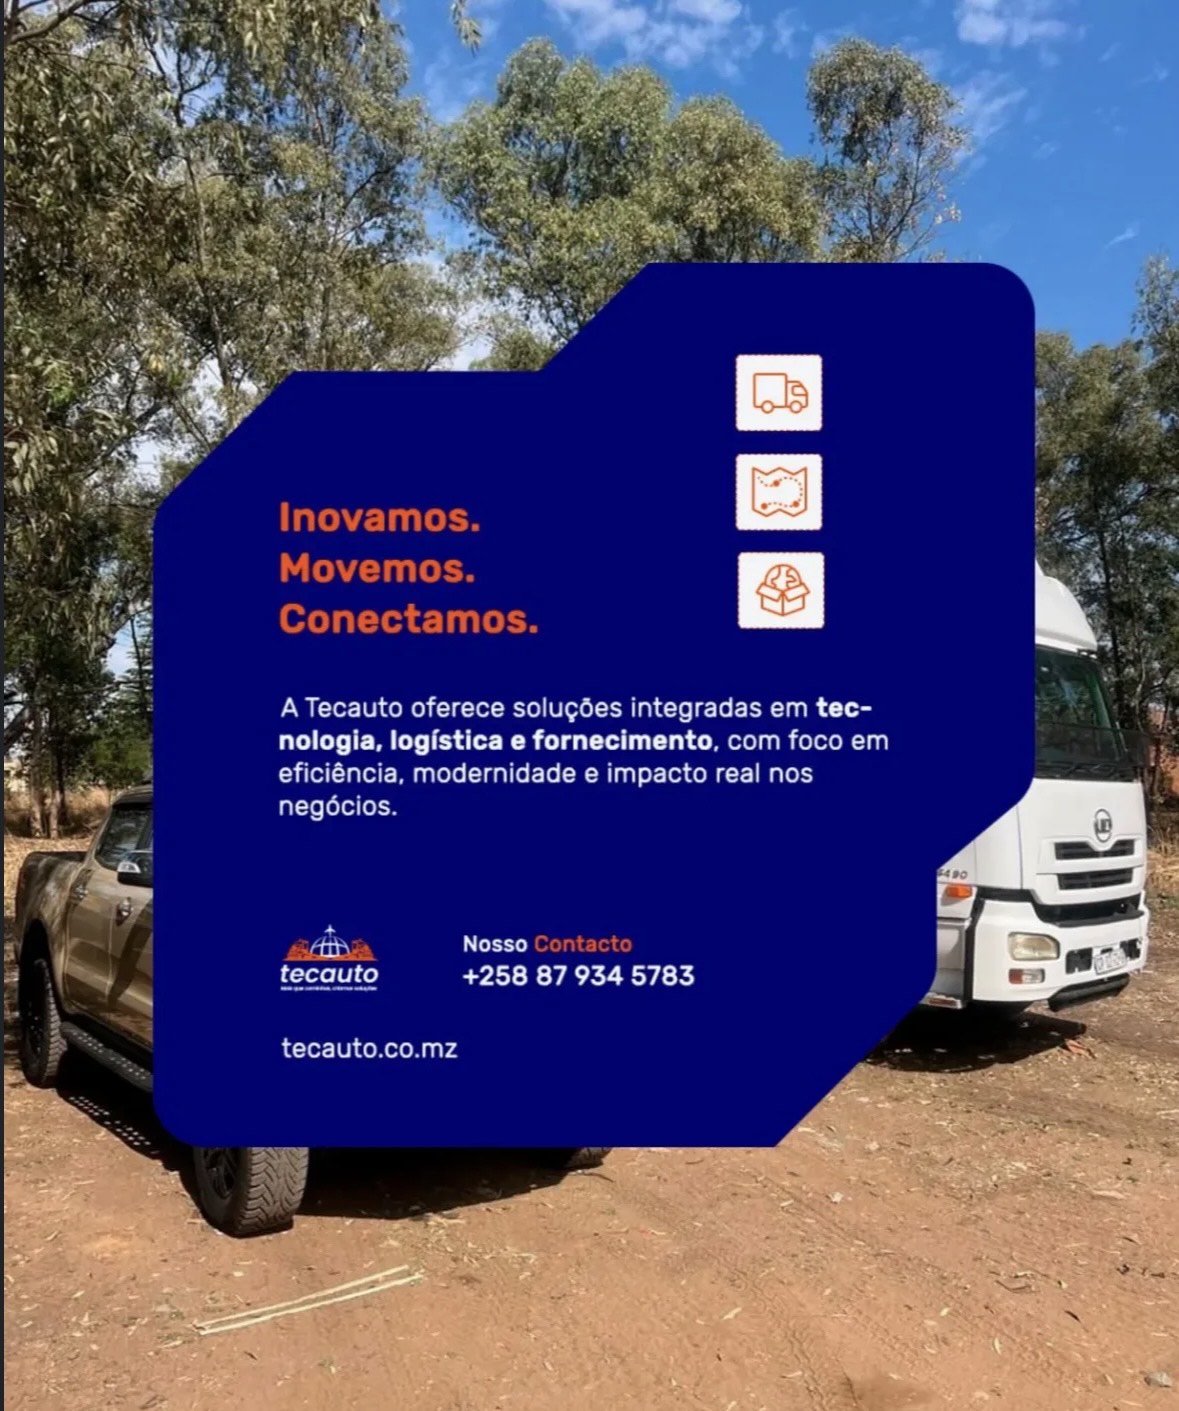 Inovamos.
Movemos.
Conectamos.
A Tecauto oferece soluções integradas em tec-
nologia, logística e fornecimento, com foco em
eficiência, modernidade e impacto real nos
negócios.
tecauto
Nosso Contacto
+258 87 934 5783
tecauto.co.mz